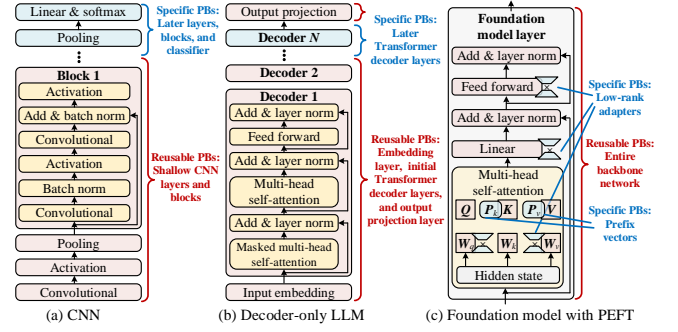 Linear & softmax
Pooling
Block 1
Activation
Add & batch norm
Convolutional
Activation
Batch norm
Convolutional
Pooling
Activation
Convolutional
Specific PBs:
Later layers,
blocks, and
classifier
Reusable PBs:
Shallow CNN
layers and
blocks
(a) CNN
Output projection
Decoder N
Decoder 2
Decoder 1
Add & layer norm
Feed forward
Add & layer norm
Multi-head
self-attention
Add & layer norm
Masked multi-head
self-attention
Input embedding
Specific PBs:
Later
Transformer
decoder layers
Reusable PBs:
Embedding
layer, initial
Transformer
decoder layers,
and output
projection layer
(b) Decoder-only LLM
Foundation model
layer
Add & layer norm
Feed forward
Add & layer norm
Linear
Multi-head
self-attention
Q P_k K P_v V
W_q W_k W_v
Hidden state
Specific PBs:
Low-rank
adapters
Reusable PBs:
Entire
backbone
network
Specific PBs:
Prefix
vectors
(c) Foundation model with PEFT